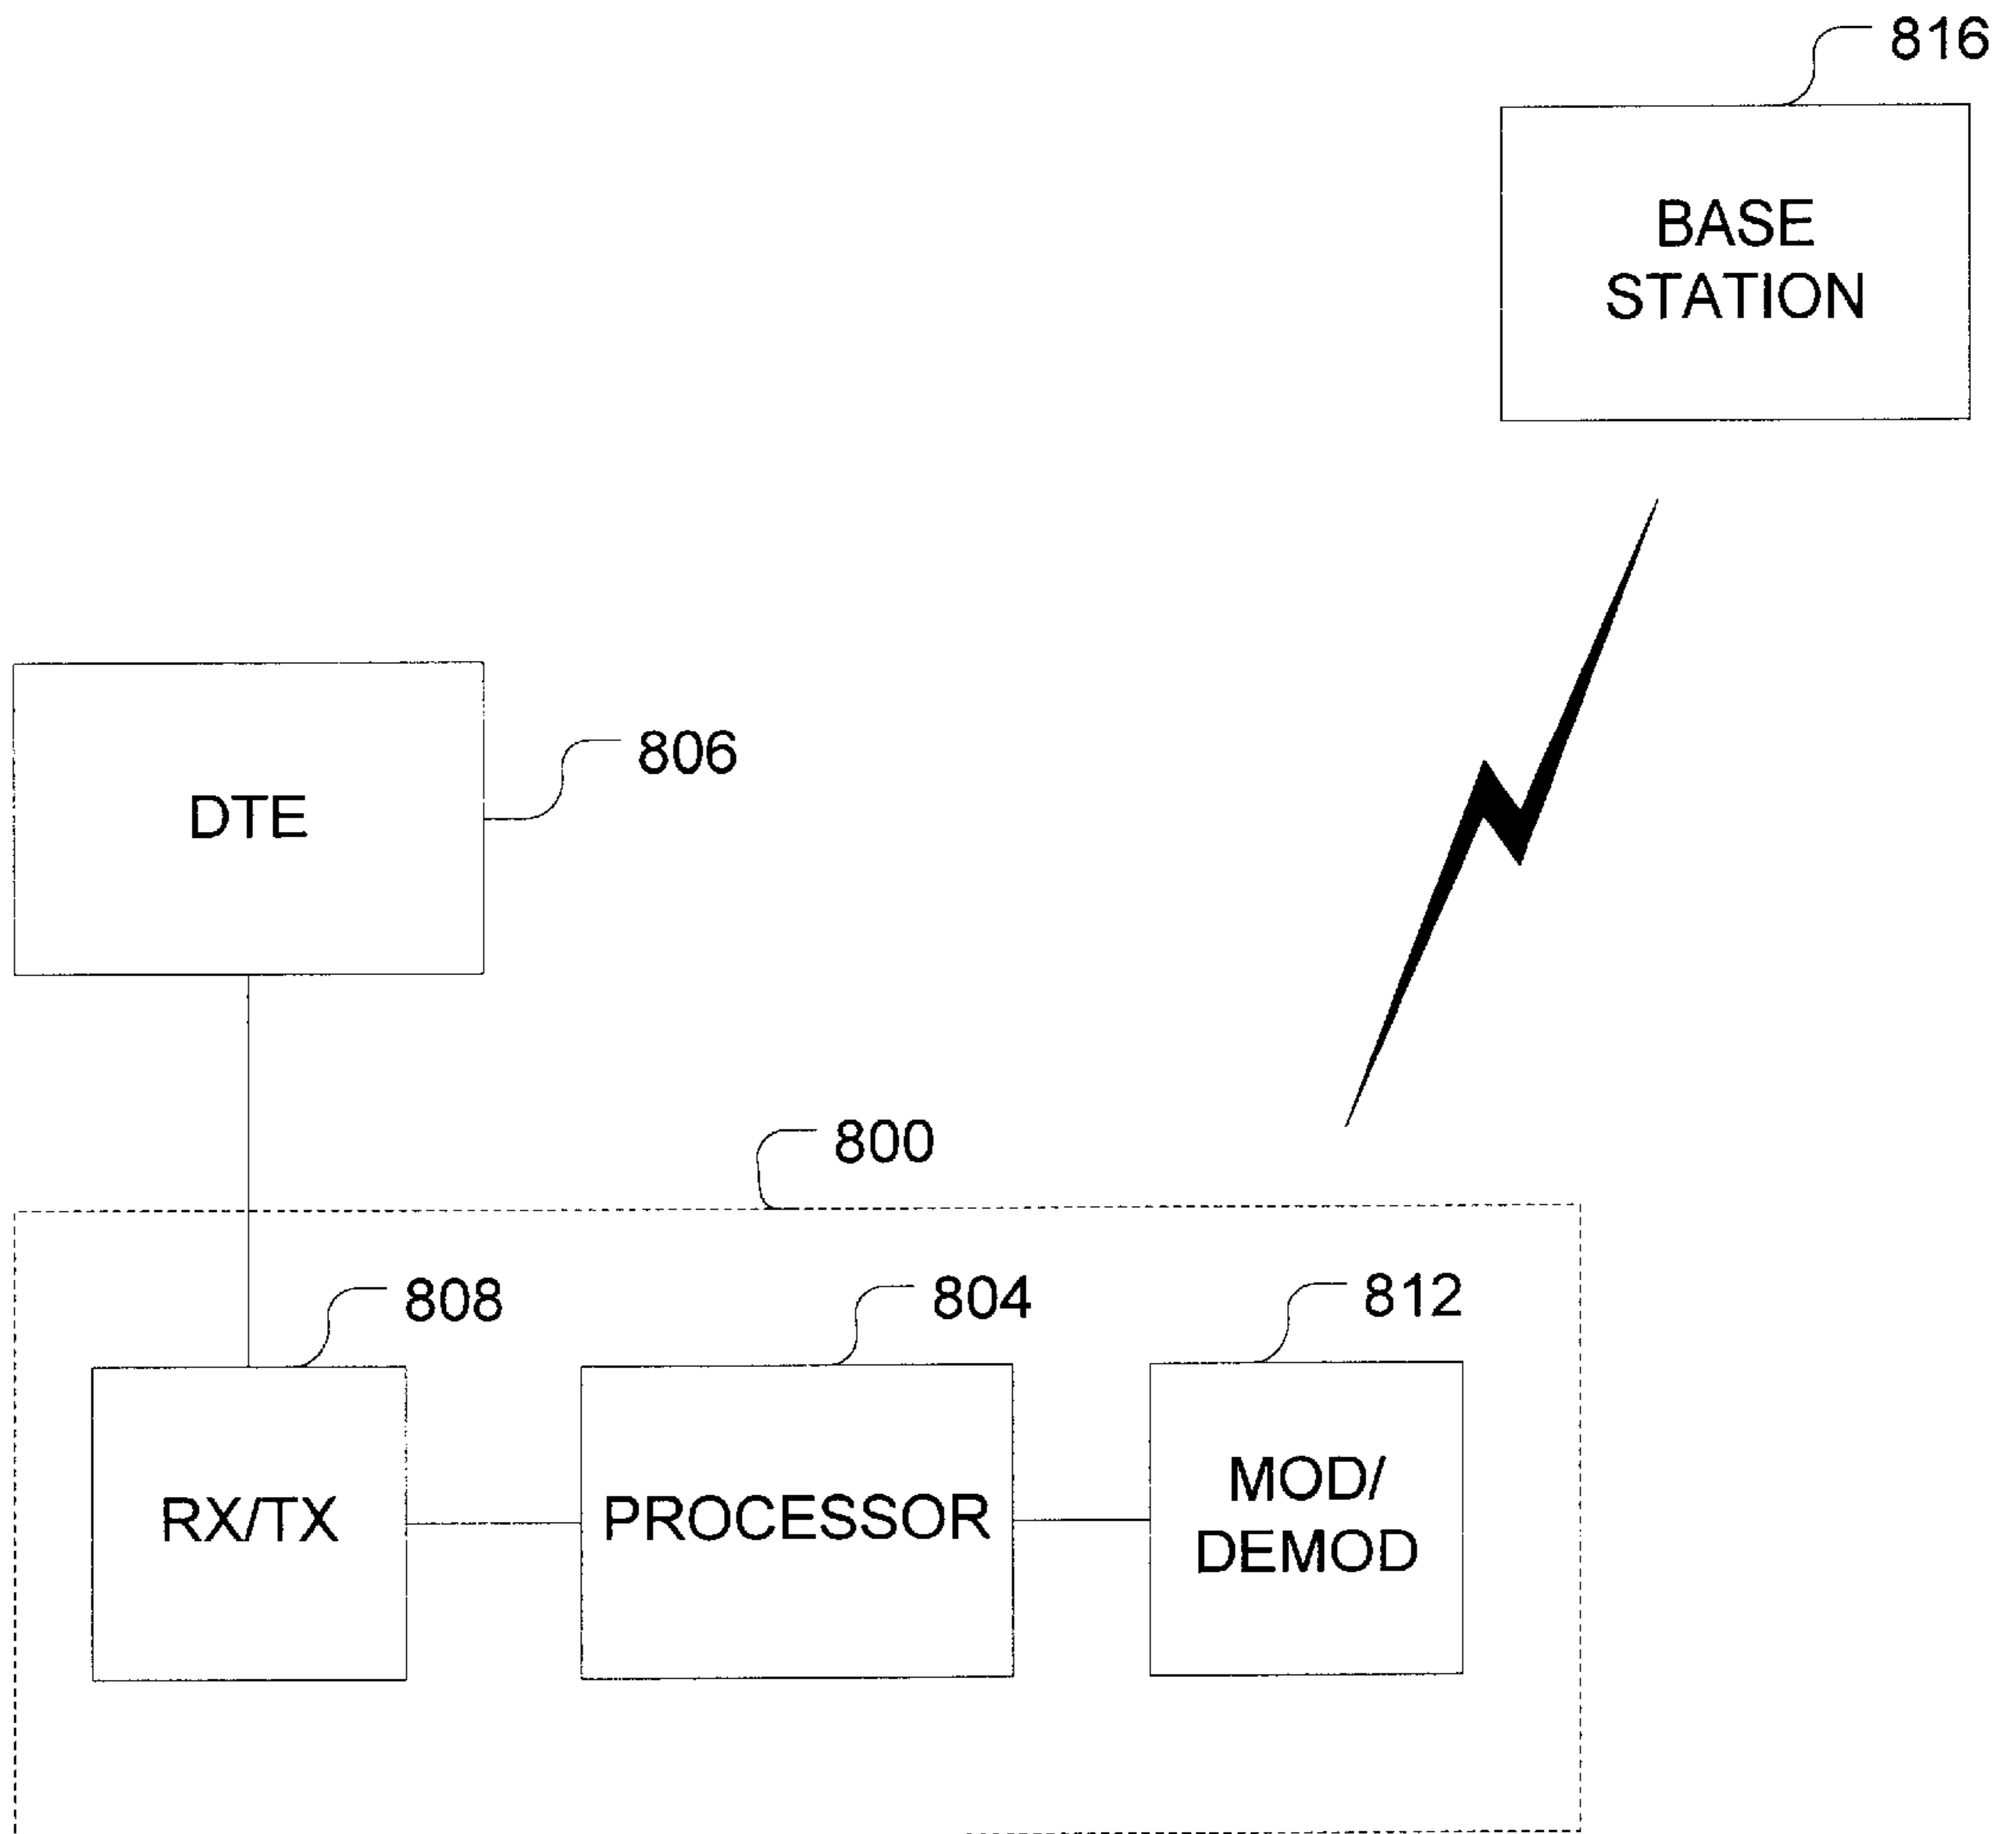 816
BASE
STATION
806
DTE
800
808
804
812
RX/TX
PROCESSOR
MOD/
DEMOD